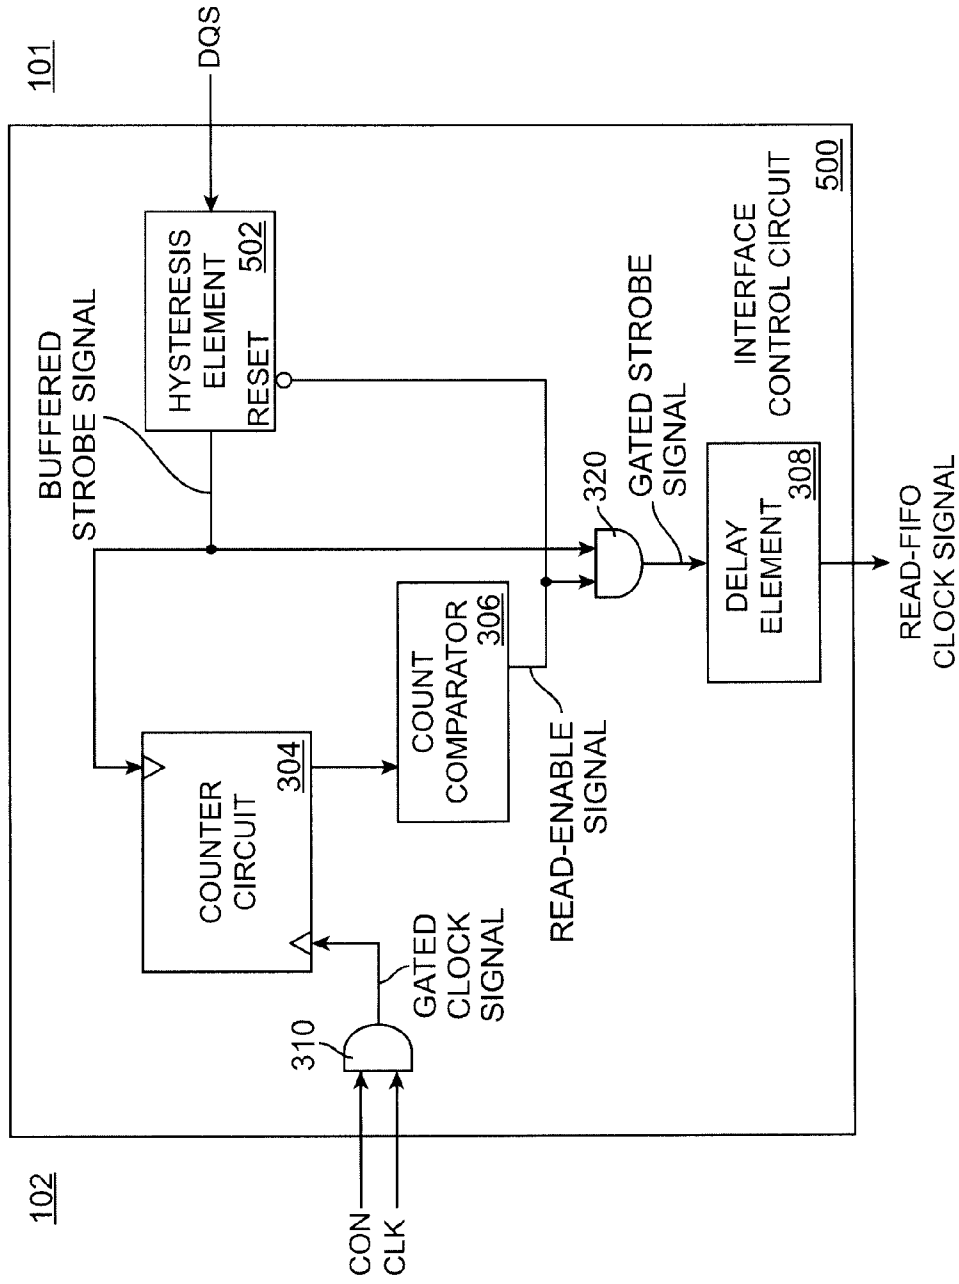 102
101
CON
CLK
310
GATED
CLOCK
SIGNAL
COUNTER
CIRCUIT
304
COUNT
COMPARATOR
306
READ-ENABLE
SIGNAL
BUFFERED
STROBE SIGNAL
HYSTERESIS
ELEMENT
502
RESET
DQS
320
GATED STROBE
SIGNAL
DELAY
ELEMENT
308
INTERFACE
CONTROL CIRCUIT
500
READ-FIFO
CLOCK SIGNAL